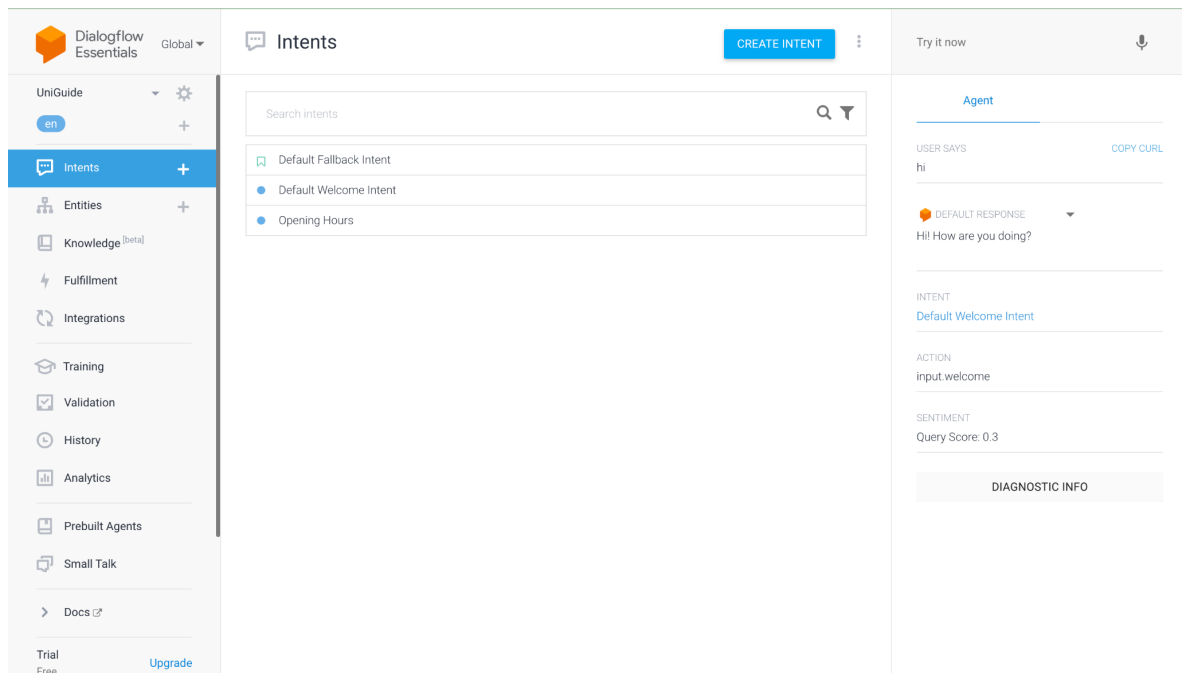 Dialogflow
Essentials
Global
Intents
CREATE INTENT
Try it now
UniGuide
en
Intents
Entities
Knowledge [beta]
Fulfillment
Integrations
Training
Validation
History
Analytics
Prebuilt Agents
Small Talk
Docs
Trial
Free
Upgrade
Search intents
Default Fallback Intent
Default Welcome Intent
Opening Hours
Agent
USER SAYS
COPY CURL
hi
DEFAULT RESPONSE
Hi! How are you doing?
INTENT
Default Welcome Intent
ACTION
input.welcome
SENTIMENT
Query Score: 0.3
DIAGNOSTIC INFO